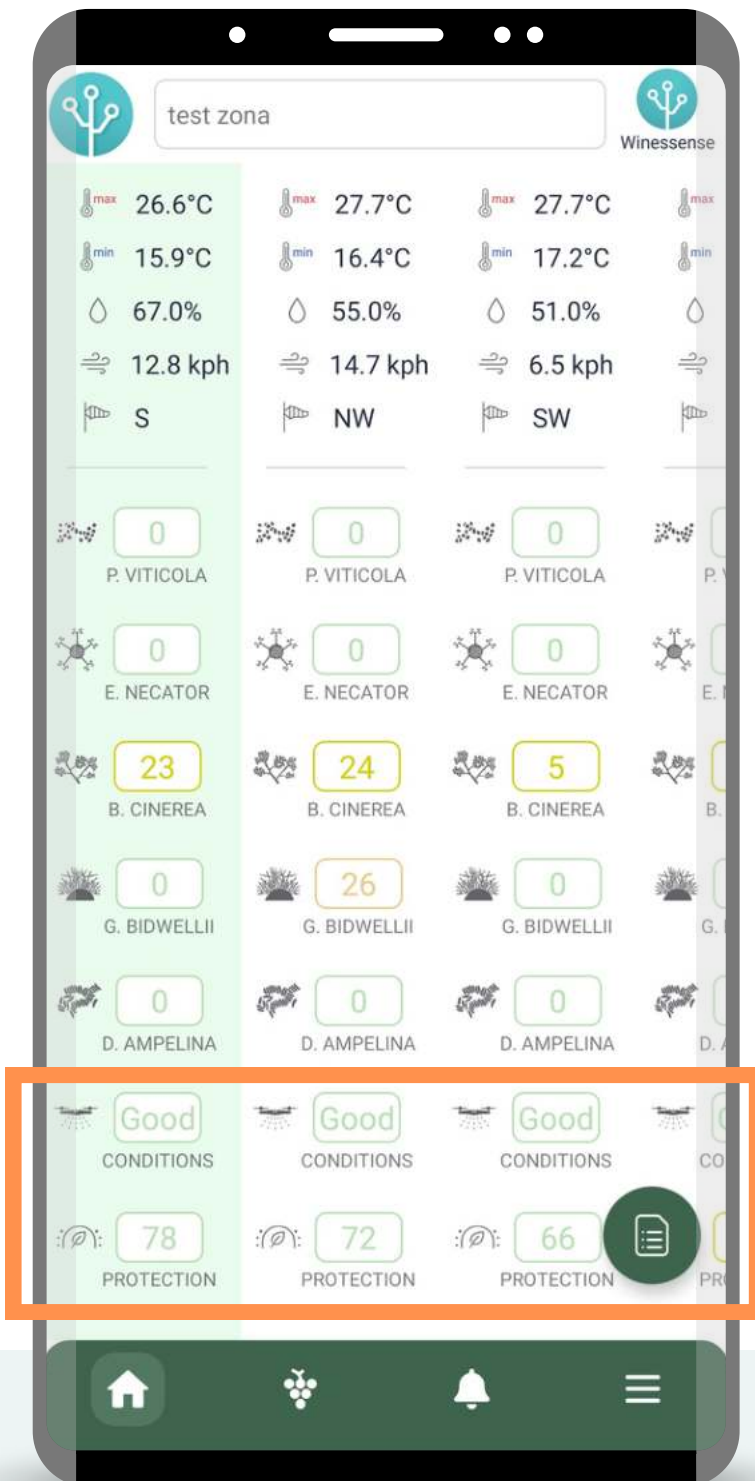 test zona
Winessense
max 26.6°C max 27.7°C max 27.7°C max
min 15.9°C min 16.4°C min 17.2°C min
67.0% 55.0% 51.0%
12.8 kph 14.7 kph 6.5 kph
S NW SW
0 0 0
P. VITICOLA P. VITICOLA P. VITICOLA P.
0 0 0
E. NECATOR E. NECATOR E. NECATOR E.
23 24 5
B. CINEREA B. CINEREA B. CINEREA B.
0 26 0
G. BIDWELLII G. BIDWELLII G. BIDWELLII G.
0 0 0
D. AMPELINA D. AMPELINA D. AMPELINA D.
Good Good Good
CONDITIONS CONDITIONS CONDITIONS CO
78 72 66
PROTECTION PROTECTION PROTECTION PR